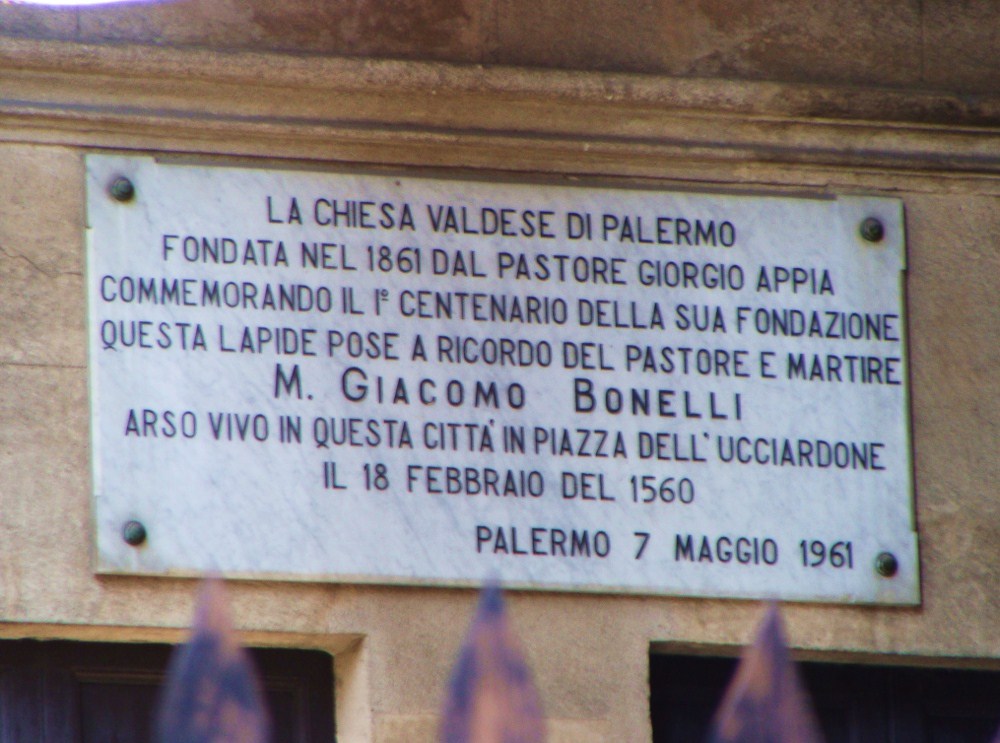 LA CHIESA VALDESE DI PALERMO
FONDATA NEL 1861 DAL PASTORE GIORGIO APPIA
COMMEMORANDO IL 1º CENTENARIO DELLA SUA FONDAZIONE
QUESTA LAPIDE POSE A RICORDO DEL PASTORE E MARTIRE
M. GIACOMO BONELLI
ARSO VIVO IN QUESTA CITTA' IN PIAZZA DELL'UCCIARDONE
IL 18 FEBBRAIO DEL 1560
PALERMO 7 MAGGIO 1961